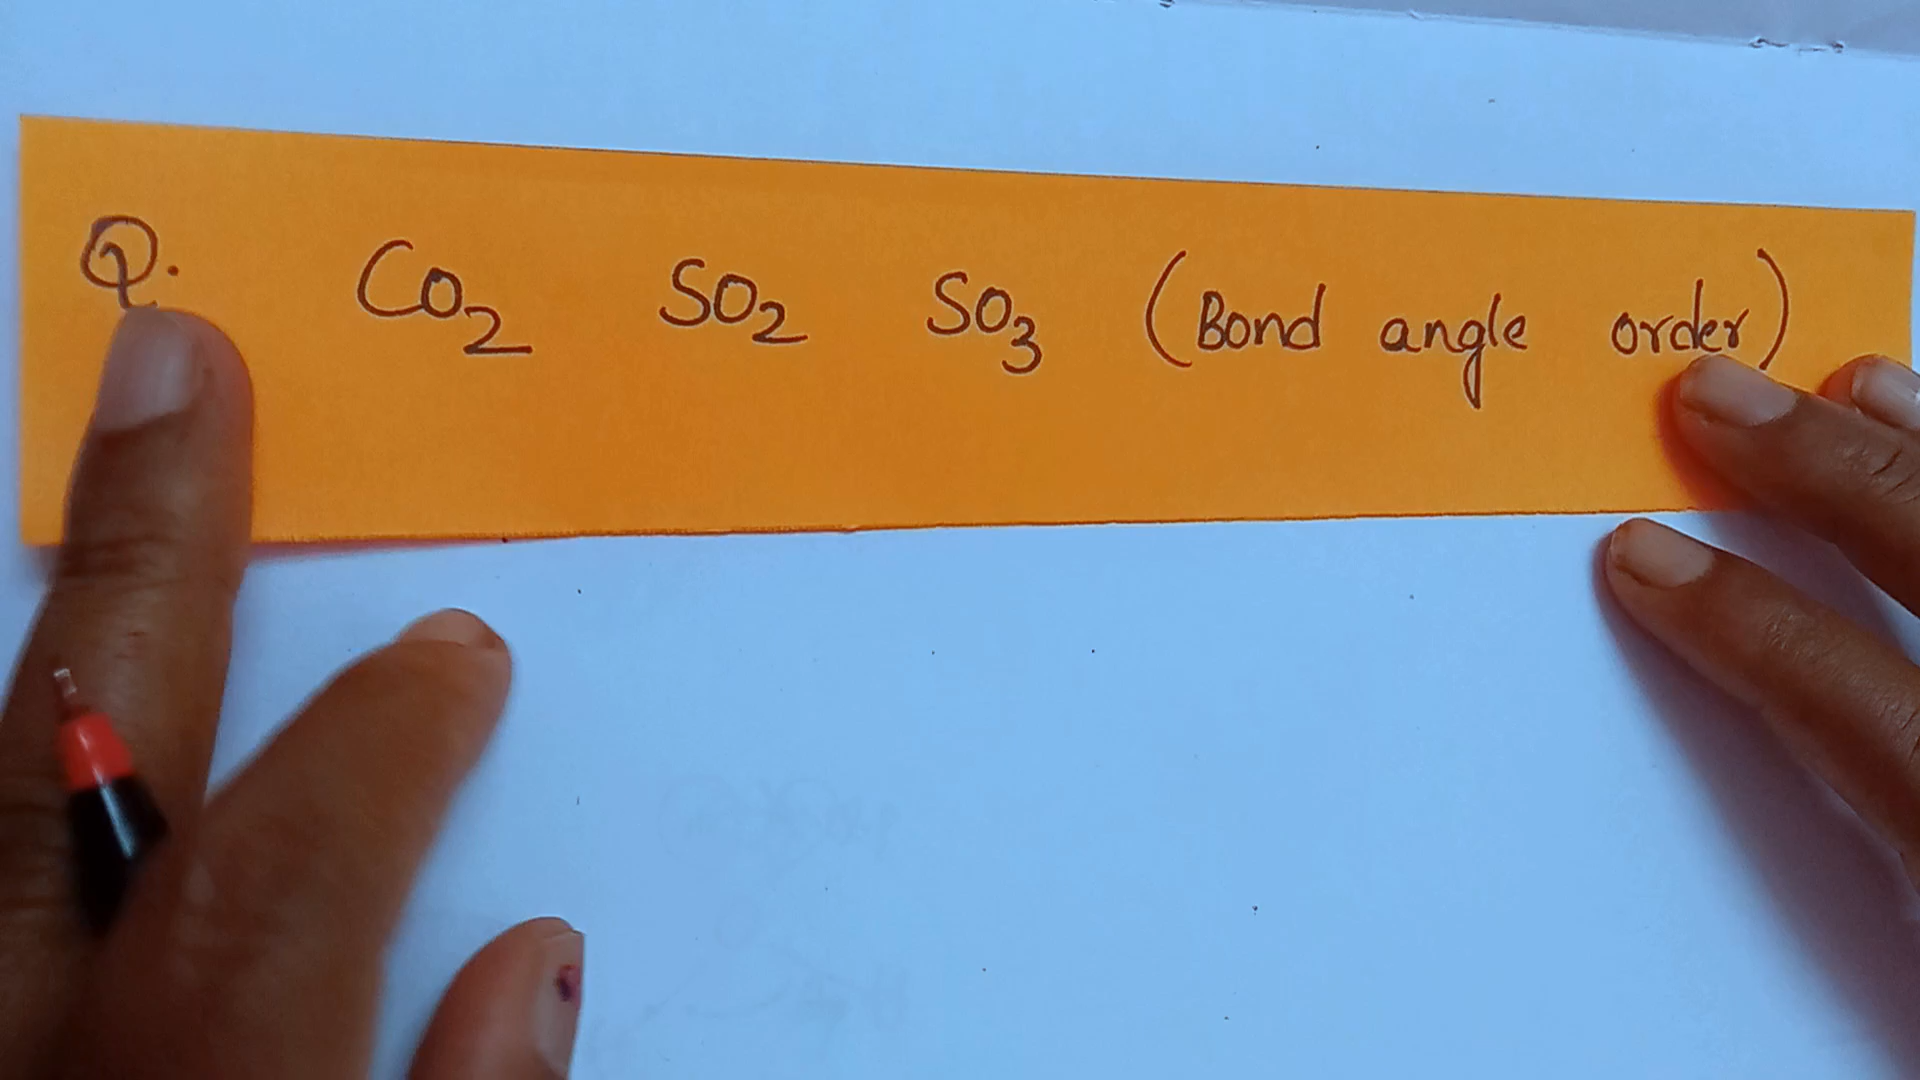 Q. CO₂ SO₂ SO₃ (Bond angle order)